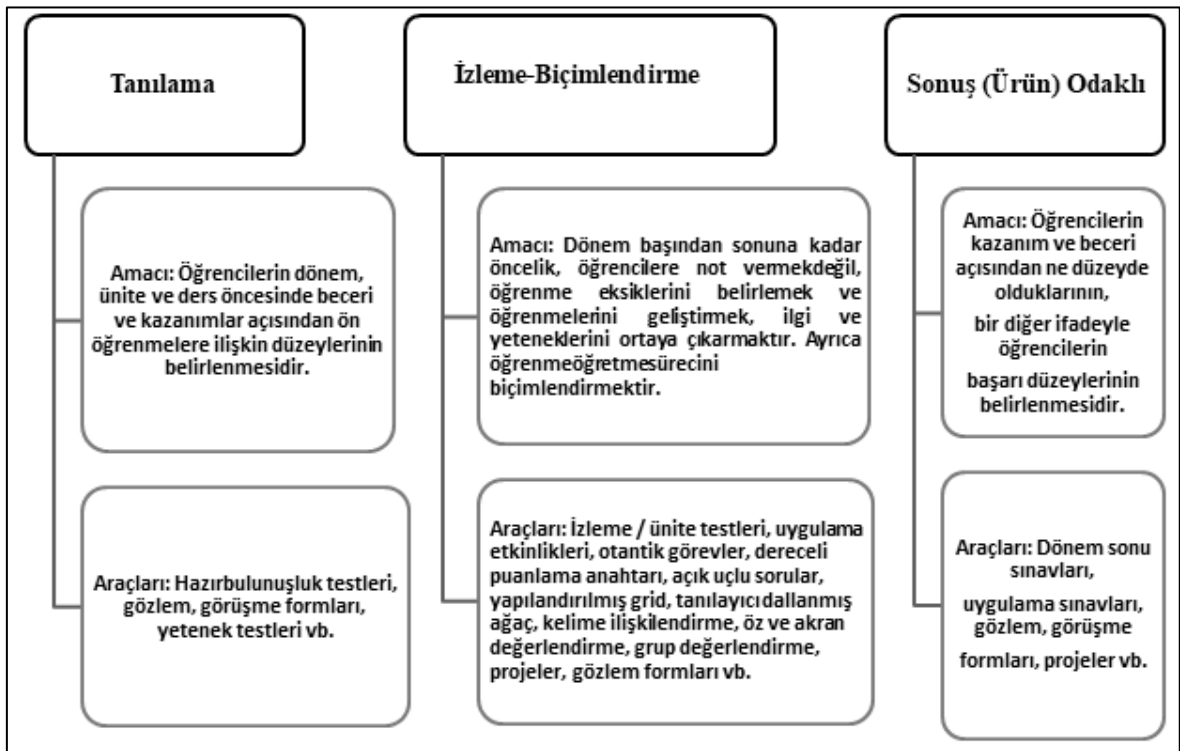 Tanılama
Amacı: Öğrencilerin dönem,
ünite ve ders öncesinde beceri
ve kazanımlar açısından ön
öğrenmelere ilişkin düzeylerinin
belirlenmesidir.
Araçları: Hazırbulunuşluk testleri,
gözlem, görüşme formları,
yetenek testleri vb.
İzleme-Biçimlendirme
Amacı: Dönem başından sonuna kadar
öncelik, öğrencilere not vermekdeğil,
öğrenme eksiklerini belirlemek ve
öğrenmelerini geliştirmek, ilgi ve
yeteneklerini ortaya çıkarmaktır. Ayrıca
öğrenmeöğretmesürecini
biçimlendirmektir.
Araçları: İzleme / ünite testleri, uygulama
etkinlikleri, otantik görevler, dereceli
puanlama anahtarı, açık uçlu sorular,
yapılandırılmış grid, tanılayıcı dallanmış
ağaç, kelime ilişkilendirme, öz ve akran
değerlendirme, grup değerlendirme,
projeler, gözlem formları vb.
Sonuş (Ürün) Odaklı
Amacı: Öğrencilerin
kazanım ve beceri
açısından ne düzeyde
olduklarının,
bir diğer ifadeyle
öğrencilerin
başarı düzeylerinin
belirlenmesidir.
Araçları: Dönem sonu
sınavları,
uygulama sınavları,
gözlem, görüşme
formları, projeler vb.